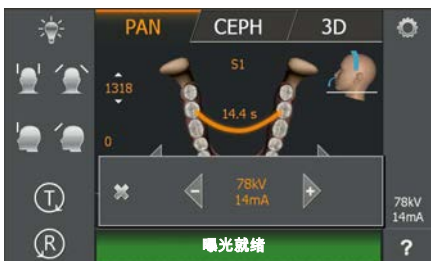 PAN CEPH 3D
S1
1318
14.4 s
0
78kV
14mA
78kV
14mA
T
R
曝光就绪
?